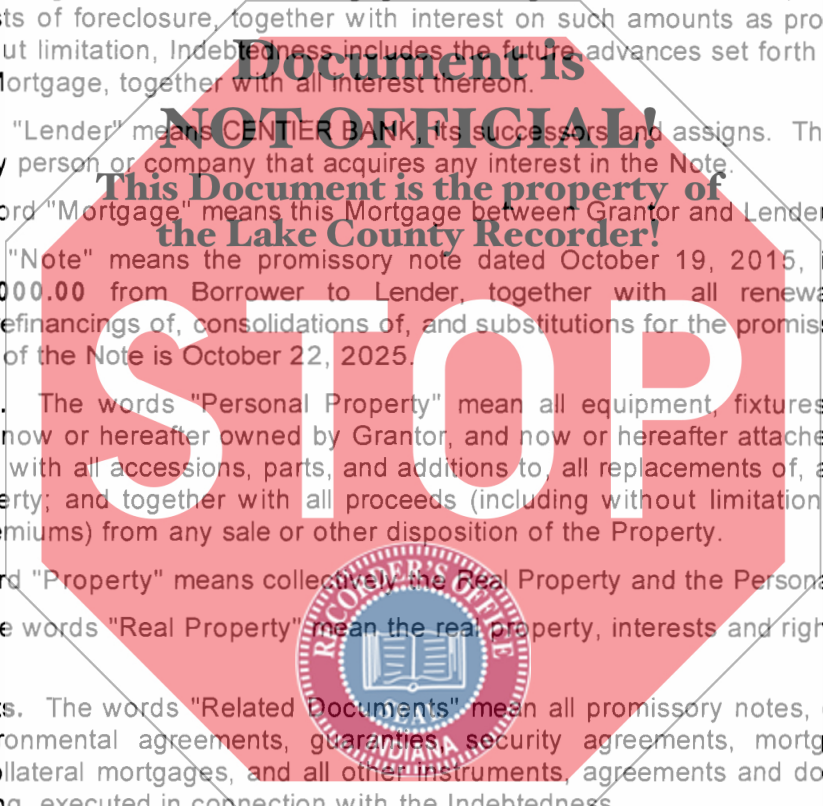 ts of foreclosure, together with interest on such amounts as pro
ut limitation, Indebtedness includes the future advances set forth
Mortgage, together with all interest thereon.
Document is
NOT OFFICIAL!
This Document is the property of
the Lake County Recorder!
"Lender" means CENTIER BANK, its successors and assigns. Th
y person or company that acquires any interest in the Note.
ord "Mortgage" means this Mortgage between Grantor and Lender
"Note" means the promissory note dated October 19, 2015, i
000.00 from Borrower to Lender, together with all renewa
efinancings of, consolidations of, and substitutions for the promiss
of the Note is October 22, 2025.
STOP
. The words "Personal Property" mean all equipment, fixtures
now or hereafter owned by Grantor, and now or hereafter attache
with all accessions, parts, and additions to, all replacements of, a
erty; and together with all proceeds (including without limitation
emiums) from any sale or other disposition of the Property.
rd "Property" means collectively the Real Property and the Persona
e words "Real Property" mean the real property, interests and righ
RECORDER'S OFFICE
INDIANA
s. The words "Related Documents" mean all promissory notes,
ronmental agreements, guaranties, security agreements, mortg
llateral mortgages, and all other instruments, agreements and do
ng, executed in connection with the Indebtedness